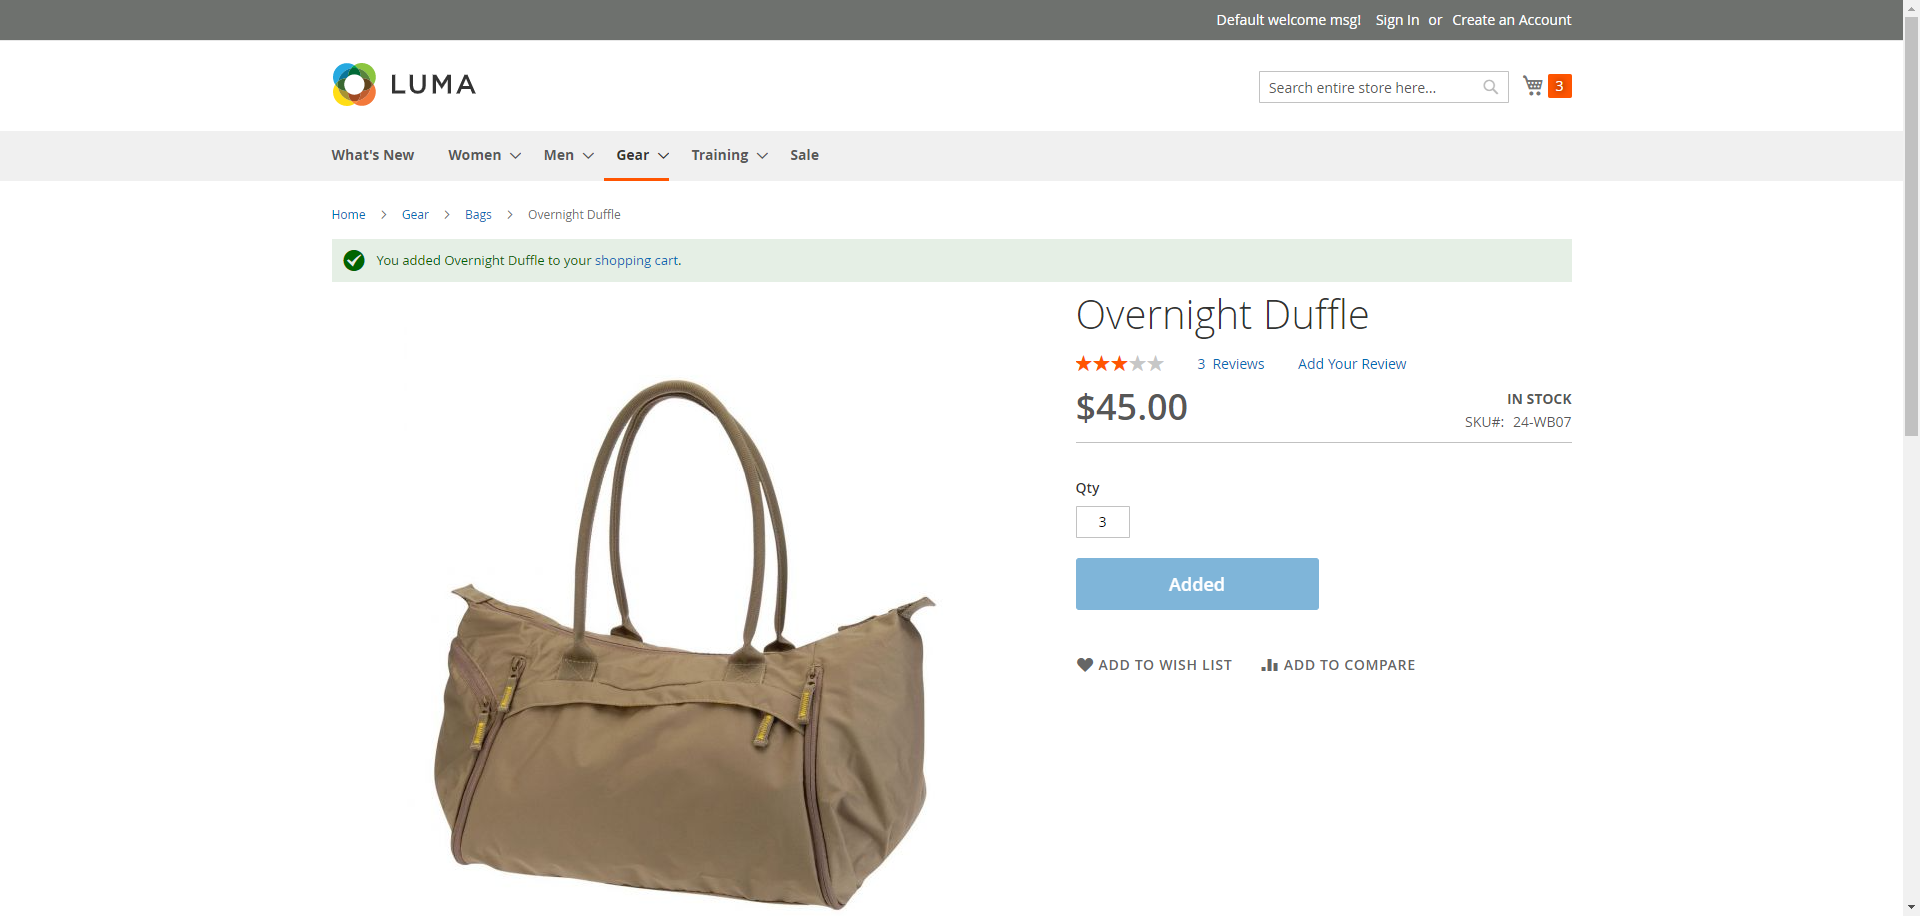 Default welcome msg! Sign In or Create an Account
LUMA
Search entire store here...
3
What's New Women Men Gear Training Sale
Home Gear Bags Overnight Duffle
You added Overnight Duffle to your shopping cart.
Overnight Duffle
3 Reviews Add Your Review
$45.00
IN STOCK
SKU#: 24-WB07
Qty
3
Added
ADD TO WISH LIST ADD TO COMPARE